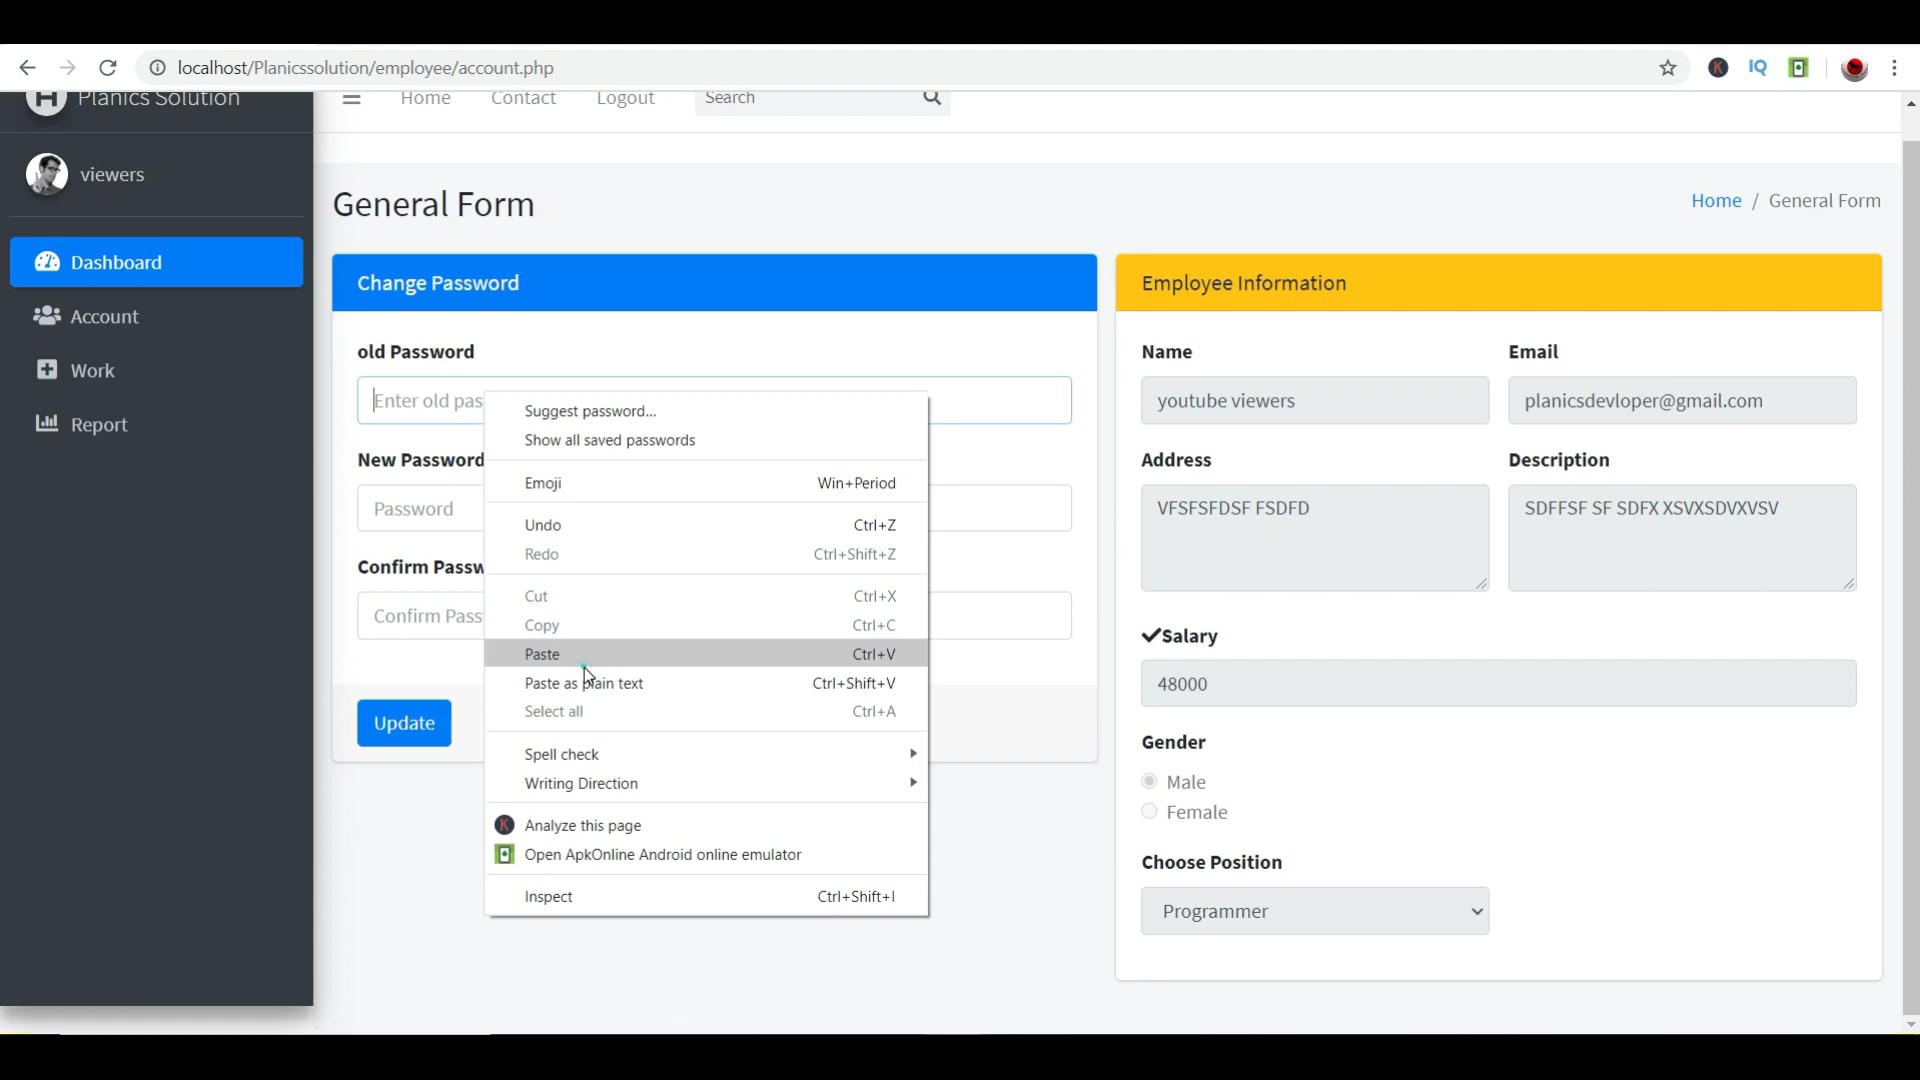 localhost/Planicssolution/employee/account.php
K
IQ
H
Planics Solution
Home
Contact
Logout
Search
viewers
Dashboard
Account
Work
Report
General Form
Home / General Form
Change Password
old Password
Enter old pas
New Password
Password
Confirm Passw
Confirm Pass
Update
Suggest password...
Show all saved passwords
Emoji Win+Period
Undo Ctrl+Z
Redo Ctrl+Shift+Z
Cut Ctrl+X
Copy Ctrl+C
Paste Ctrl+V
Paste as plain text Ctrl+Shift+V
Select all Ctrl+A
Spell check
Writing Direction
K Analyze this page
Open ApkOnline Android online emulator
Inspect Ctrl+Shift+I
Employee Information
Name
youtube viewers
Email
planicsdevloper@gmail.com
Address
VFSFSFDSF FSDFD
Description
SDFFSF SF SDFX XSVXSDVXVSV
Salary
48000
Gender
Male
Female
Choose Position
Programmer